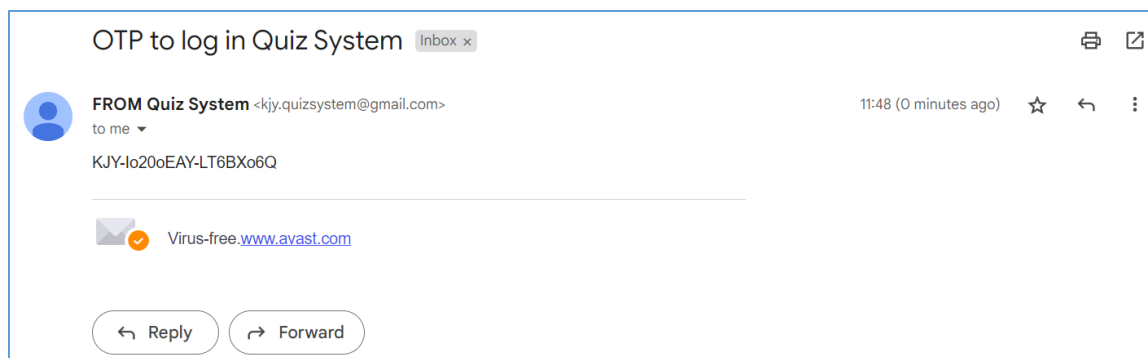 OTP to log in Quiz System Inbox ×
FROM Quiz System <kjy.quizsystem@gmail.com> 11:48 (0 minutes ago)
to me
KJY-Io20oEAY-LT6BXo6Q
Virus-free.www.avast.com
Reply Forward